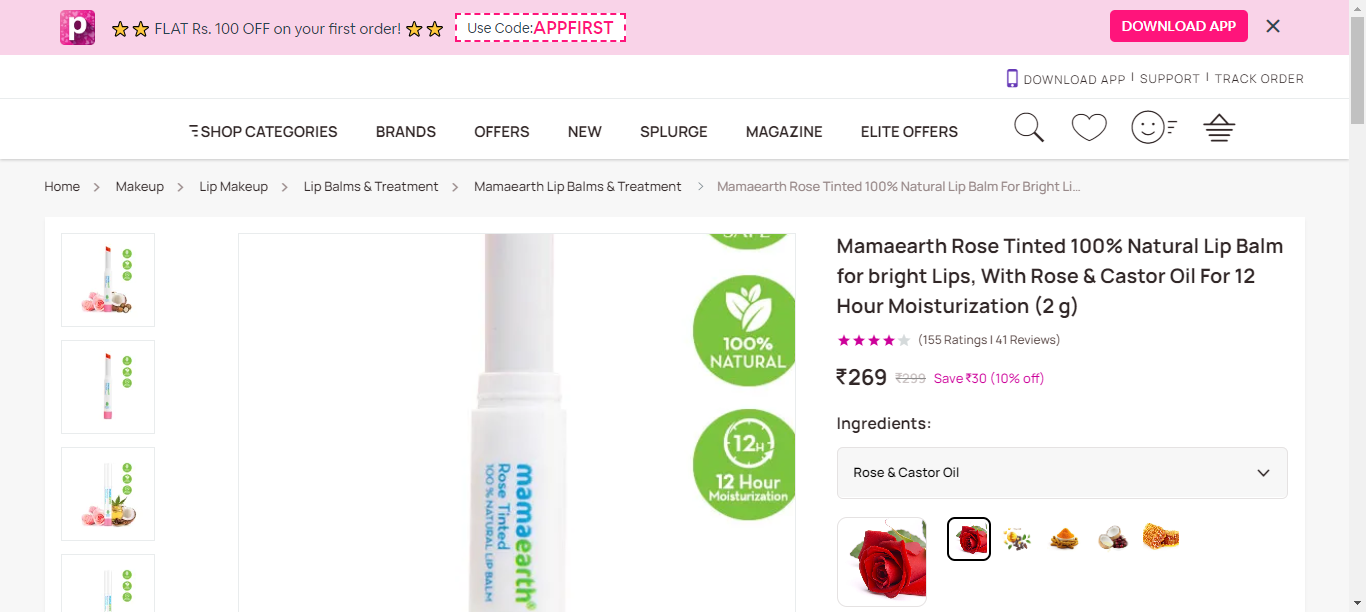 p
FLAT Rs. 100 OFF on your first order!
Use Code:APPFIRST
DOWNLOAD APP
DOWNLOAD APP | SUPPORT | TRACK ORDER
SHOP CATEGORIES BRANDS OFFERS NEW SPLURGE MAGAZINE ELITE OFFERS
Home > Makeup > Lip Makeup > Lip Balms & Treatment > Mamaearth Lip Balms & Treatment > Mamaearth Rose Tinted 100% Natural Lip Balm For Bright Li...
SAFE
100%
NATURAL
12H
12 Hour
Moisturization
mamaearth
Rose Tinted
100% NATURAL LIP BALM
Mamaearth Rose Tinted 100% Natural Lip Balm
for bright Lips, With Rose & Castor Oil For 12
Hour Moisturization (2 g)
(155 Ratings | 41 Reviews)
₹269 ₹299 Save ₹30 (10% off)
Ingredients:
Rose & Castor Oil